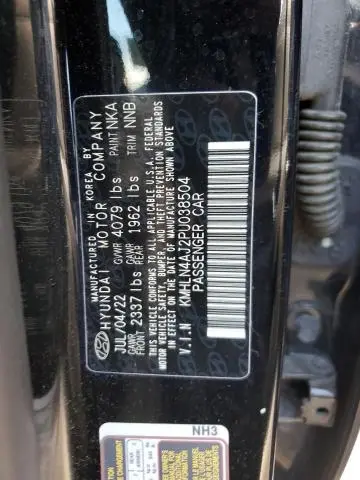 MANUFACTURED IN KOREA BY
HYUNDAI MOTOR COMPANY
JUL/04/22 GVWR 4079 lbs PAINT NKA
GAWR FRONT 2337 lbs GAWR REAR 1962 lbs TRIM NNB
THIS VEHICLE CONFORMS TO ALL APPLICABLE U.S.A. FEDERAL
MOTOR VEHICLE SAFETY, BUMPER, AND THEFT PREVENTION STANDARDS
IN EFFECT ON THE DATE OF MANUFACTURE SHOWN ABOVE
V.I.N KMHLN4AJ2PU038504
PASSENGER CAR
NH3